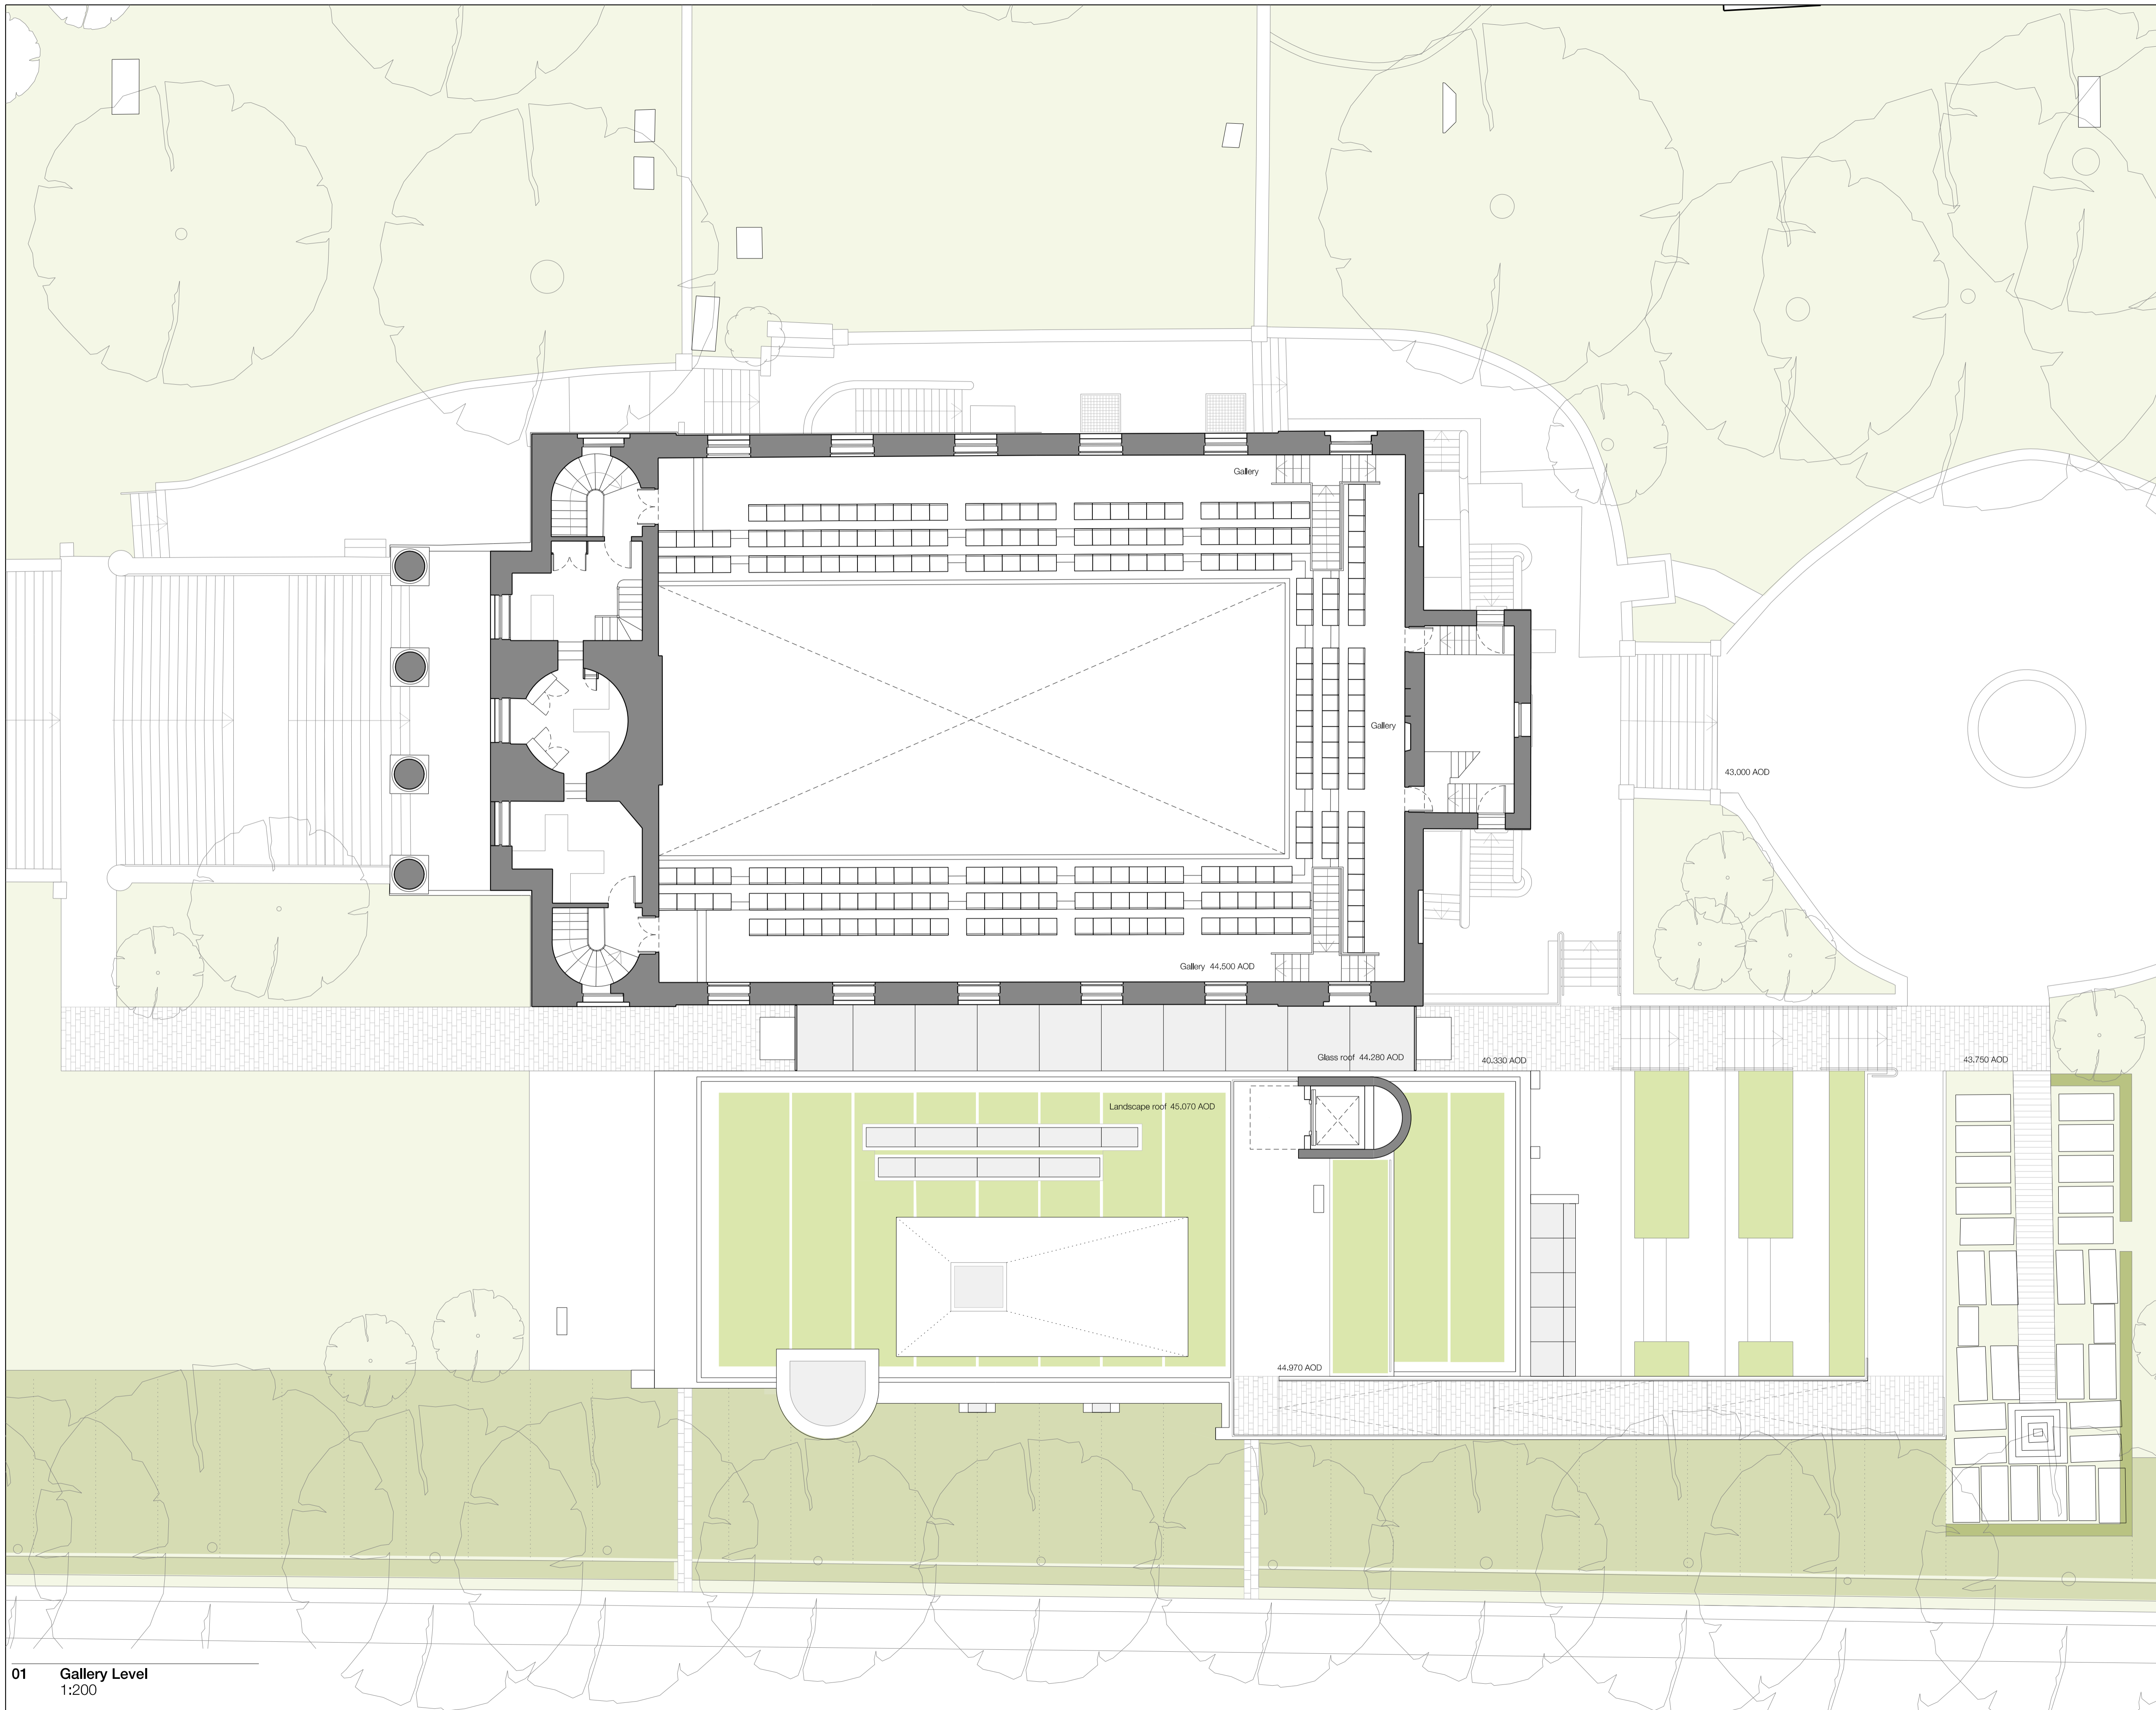 Gallery
Gallery
43,000 AOD
Gallery 44,500 AOD
Glass roof 44.280 AOD
40.330 AOD
43.750 AOD
Landscape roof 45.070 AOD
44.970 AOD
01 Gallery Level
1:200